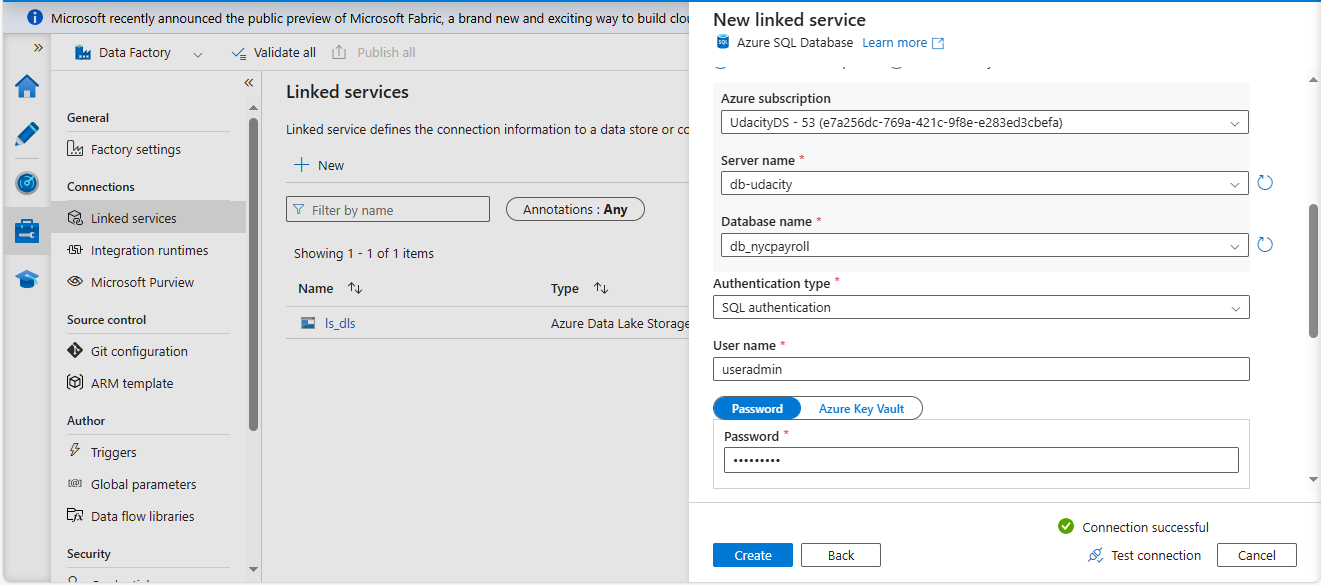 Microsoft recently announced the public preview of Microsoft Fabric, a brand new and exciting way to build clou
Data Factory
Validate all
Publish all
General
Factory settings
Connections
Linked services
Integration runtimes
Microsoft Purview
Source control
Git configuration
ARM template
Author
Triggers
Global parameters
Data flow libraries
Security
Linked services
Linked service defines the connection information to a data store or co
New
Filter by name
Annotations : Any
Showing 1 - 1 of 1 items
Name
Type
ls_dls
Azure Data Lake Storage
New linked service
Azure SQL Database Learn more
Azure subscription
UdacityDS - 53 (e7a256dc-769a-421c-9f8e-e283ed3cbefa)
Server name *
db-udacity
Database name *
db_nycpayroll
Authentication type *
SQL authentication
User name *
useradmin
Password
Azure Key Vault
Password *
•••••••••
Connection successful
Create
Back
Test connection
Cancel